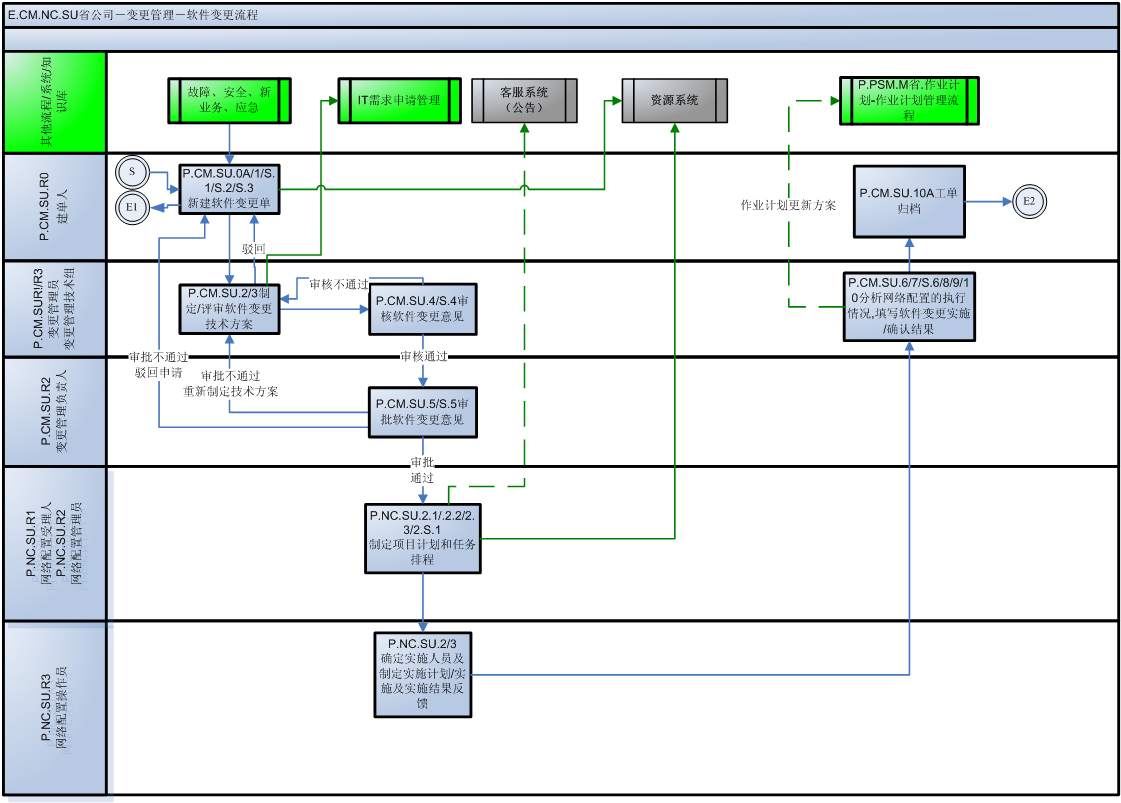 E.CM.NC.SU省公司－变更管理－软件变更流程
其他流程/系统/知
识库
故障、安全、新
业务、应急
IT需求申请管理
客服系统
（公告）
资源系统
P.PSM.M省.作业计
划-作业计划管理流
程
P.CM.SU.R0
建单人
S
E1
P.CM.SU.0A/1/S.
1/S.2/S.3
新建软件变更单
驳回
作业计划更新方案
P.CM.SU.10A工单
归档
E2
P.CM.SUR!/R3
变更管理员
变更管理技术组
P.CM.SU.2/3制
定/评审软件变更
技术方案
审核不通过
P.CM.SU.4/S.4审
核软件变更意见
P.CM.SU.6/7/S.6/8/9/1
0分析网络配置的执行
情况,填写软件变更实施
/确认结果
审核通过
审批不通过
驳回申请
审批不通过
重新制定技术方案
P.CM.SU.R2
变更管理负责人
P.CM.SU.5/S.5审
批软件变更意见
审批
通过
P.NC.SU.R1
网络配置受理人
P.NC.SU.R2
网络配置管理员
P.NC.SU.2.1/.2.2/2.
3/2.S.1
制定项目计划和任务
排程
P.NC.SU.R3
网络配置操作员
P.NC.SU.2/3
确定实施人员及
制定实施计划/实
施及实施结果反
馈